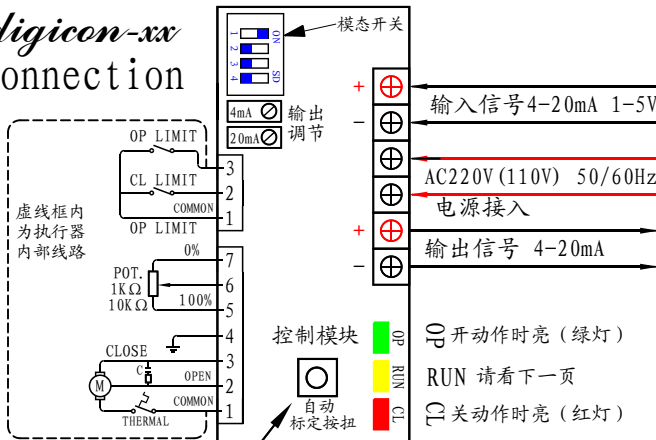 digicon-xx
onnection
模态开关
ON
1
2
3
4
SD
4mA
20mA
输出
调节
+
输入信号4-20mA 1-5V
−
AC220V(110V) 50/60Hz
电源接入
+
输出信号 4-20mA
−
OP LIMIT
3
CL LIMIT
2
COMMON
1
OP LIMIT
虚线框内
为执行器
内部线路
0%
7
POT.
1KΩ
10KΩ
6
100%
5
4
CLOSE
3
C
OPEN
M
2
COMMON
1
THERMAL
控制模块
自动
标定按扭
OP
OP 开动作时亮(绿灯)
RUN
RUN 请看下一页
CL
CL 关动作时亮(红灯)